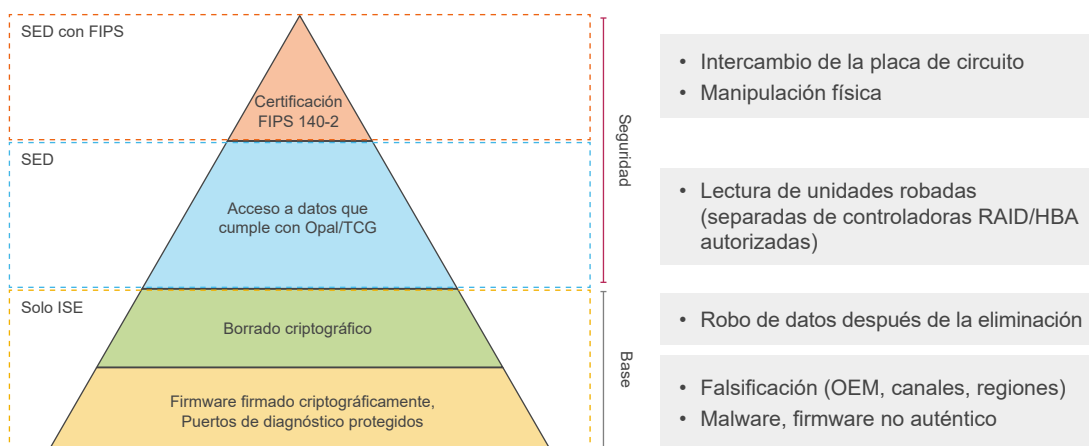 SED con FIPS
Certificación
FIPS 140-2
SED
Acceso a datos que
cumple con Opal/TCG
Solo ISE
Borrado criptográfico
Firmware firmado criptográficamente,
Puertos de diagnóstico protegidos
Seguridad
Base
• Intercambio de la placa de circuito
• Manipulación física
• Lectura de unidades robadas
(separadas de controladoras RAID/HBA
autorizadas)
• Robo de datos después de la eliminación
• Falsificación (OEM, canales, regiones)
• Malware, firmware no auténtico